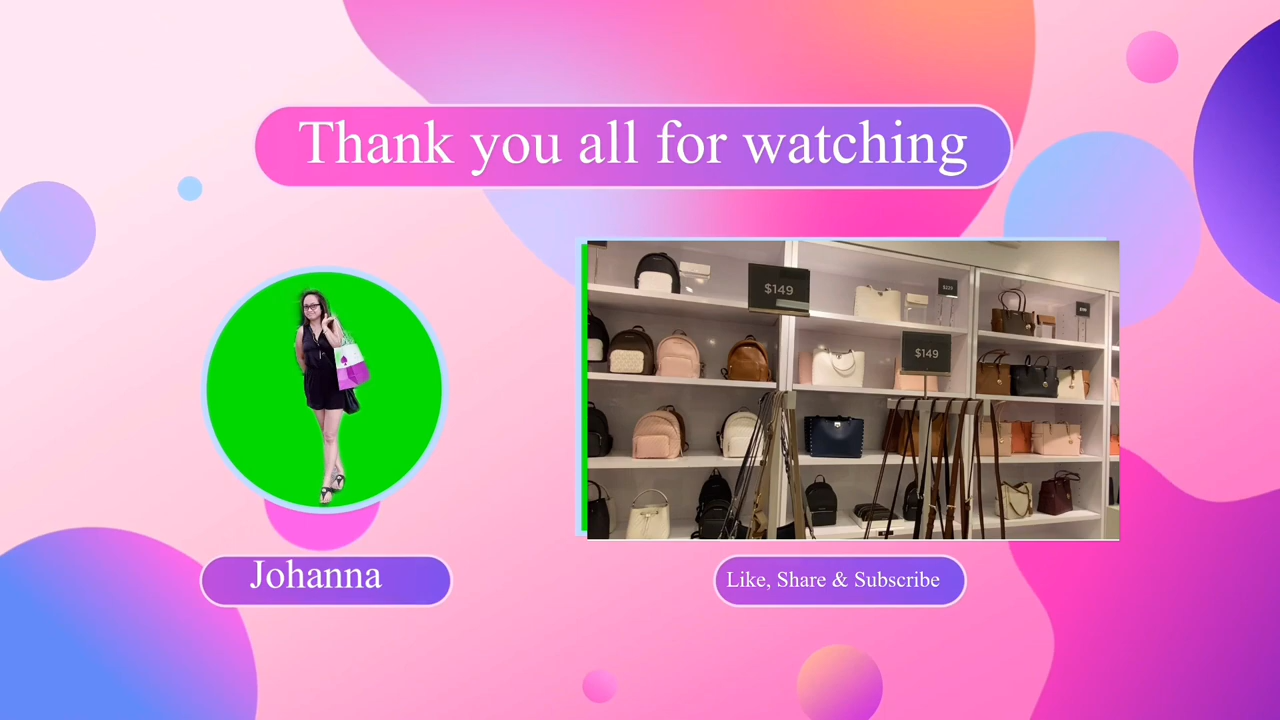 Thank you all for watching
$149
$149
Johanna
Like, Share & Subscribe